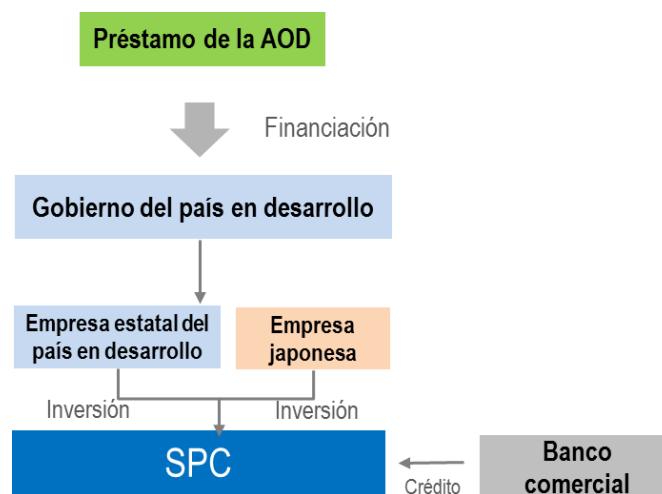 Préstamo de la AOD
Financiación
Gobierno del país en desarrollo
Empresa estatal del
país en desarrollo
Empresa
japonesa
Inversión
Inversión
SPC
Crédito
Banco
comercial